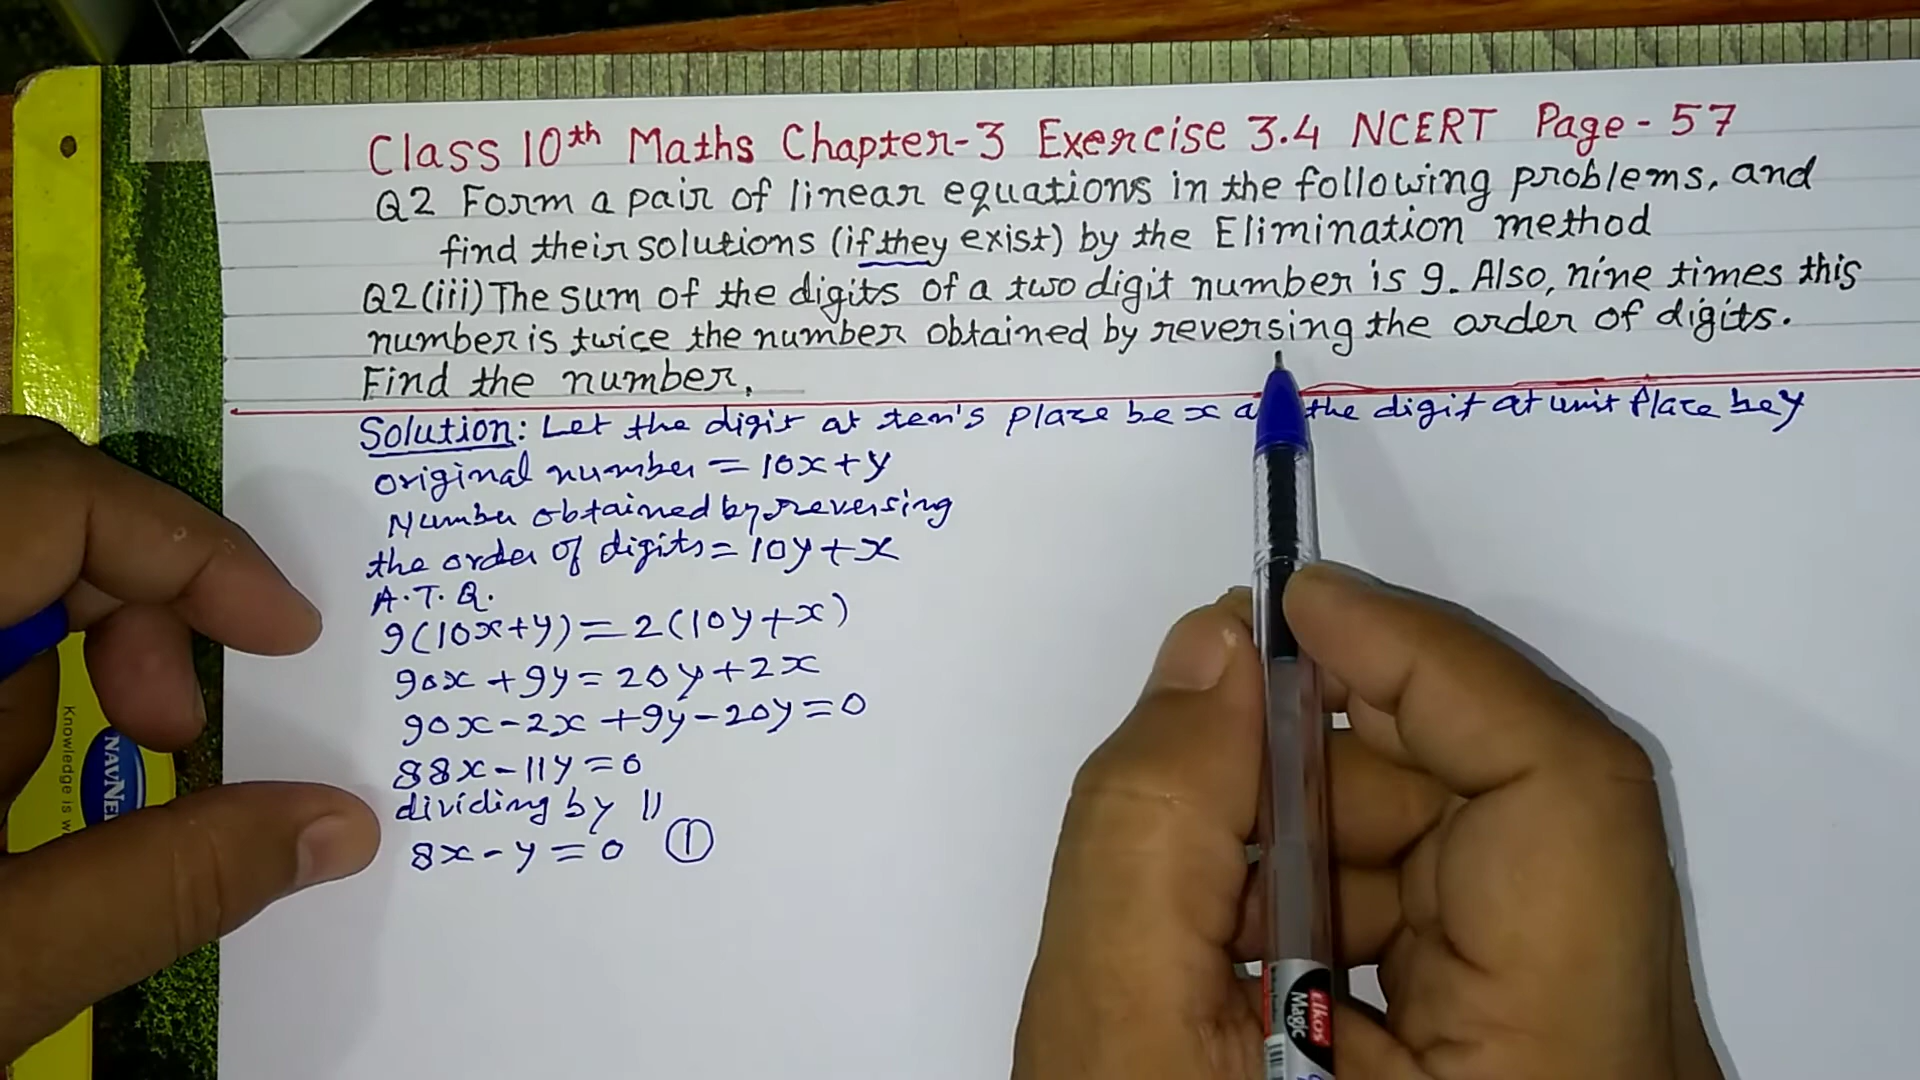 Class 10th Maths Chapter-3 Exercise 3.4 NCERT Page-57
Q2 Form a pair of linear equations in the following problems, and
find their solutions (if they exist) by the Elimination method
Q2(iii) The sum of the digits of a two digit number is 9. Also, nine times this
number is twice the number obtained by reversing the order of digits.
Find the number.
Solution: Let the digit at ten's place be x a the digit at unit place be y
original number = 10x+y
Number obtained by reversing
the order of digits = 10y+x
A.T.Q.
9(10x+y)=2(10y+x)
90x+9y=20y+2x
90x-2x+9y-20y=0
88x-11y=0
dividing by 11
8x-y=0 ①
Knowledge is w
NAVNE
Elkos
Magic